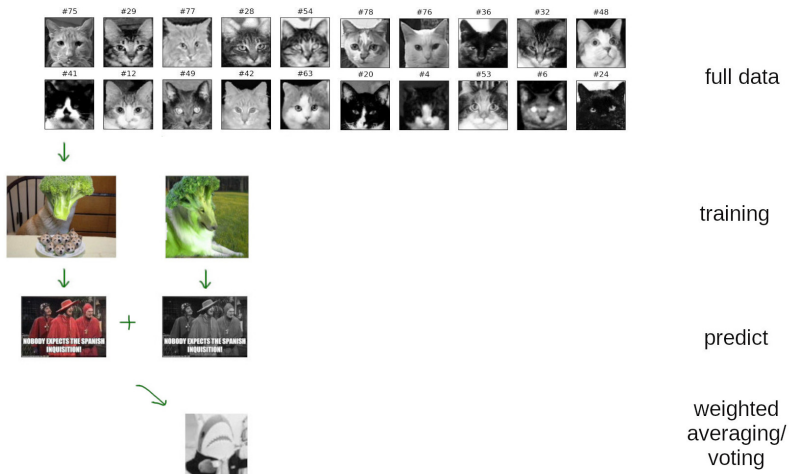 #75 #29 #77 #28 #54 #78 #76 #36 #32 #48
#41 #12 #49 #42 #63 #20 #4 #53 #6 #24
full data
training
NOBODY EXPECTS THE SPANISH
INQUISITION!
+
NOBODY EXPECTS THE SPANISH
INQUISITION!
predict
weighted
averaging/
voting